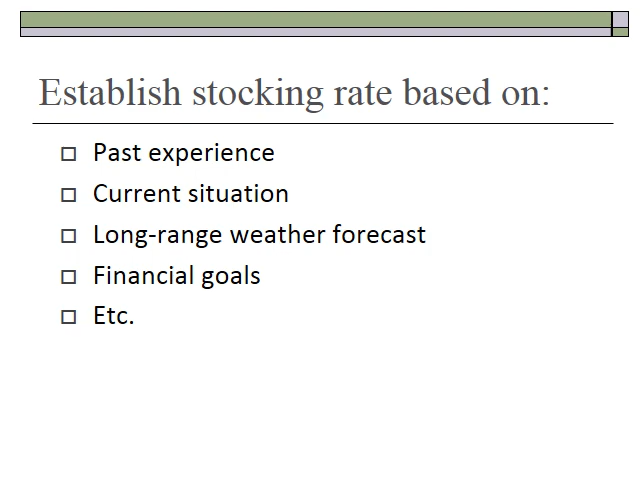 Establish stocking rate based on:
Past experience
Current situation
Long-range weather forecast
Financial goals
Etc.